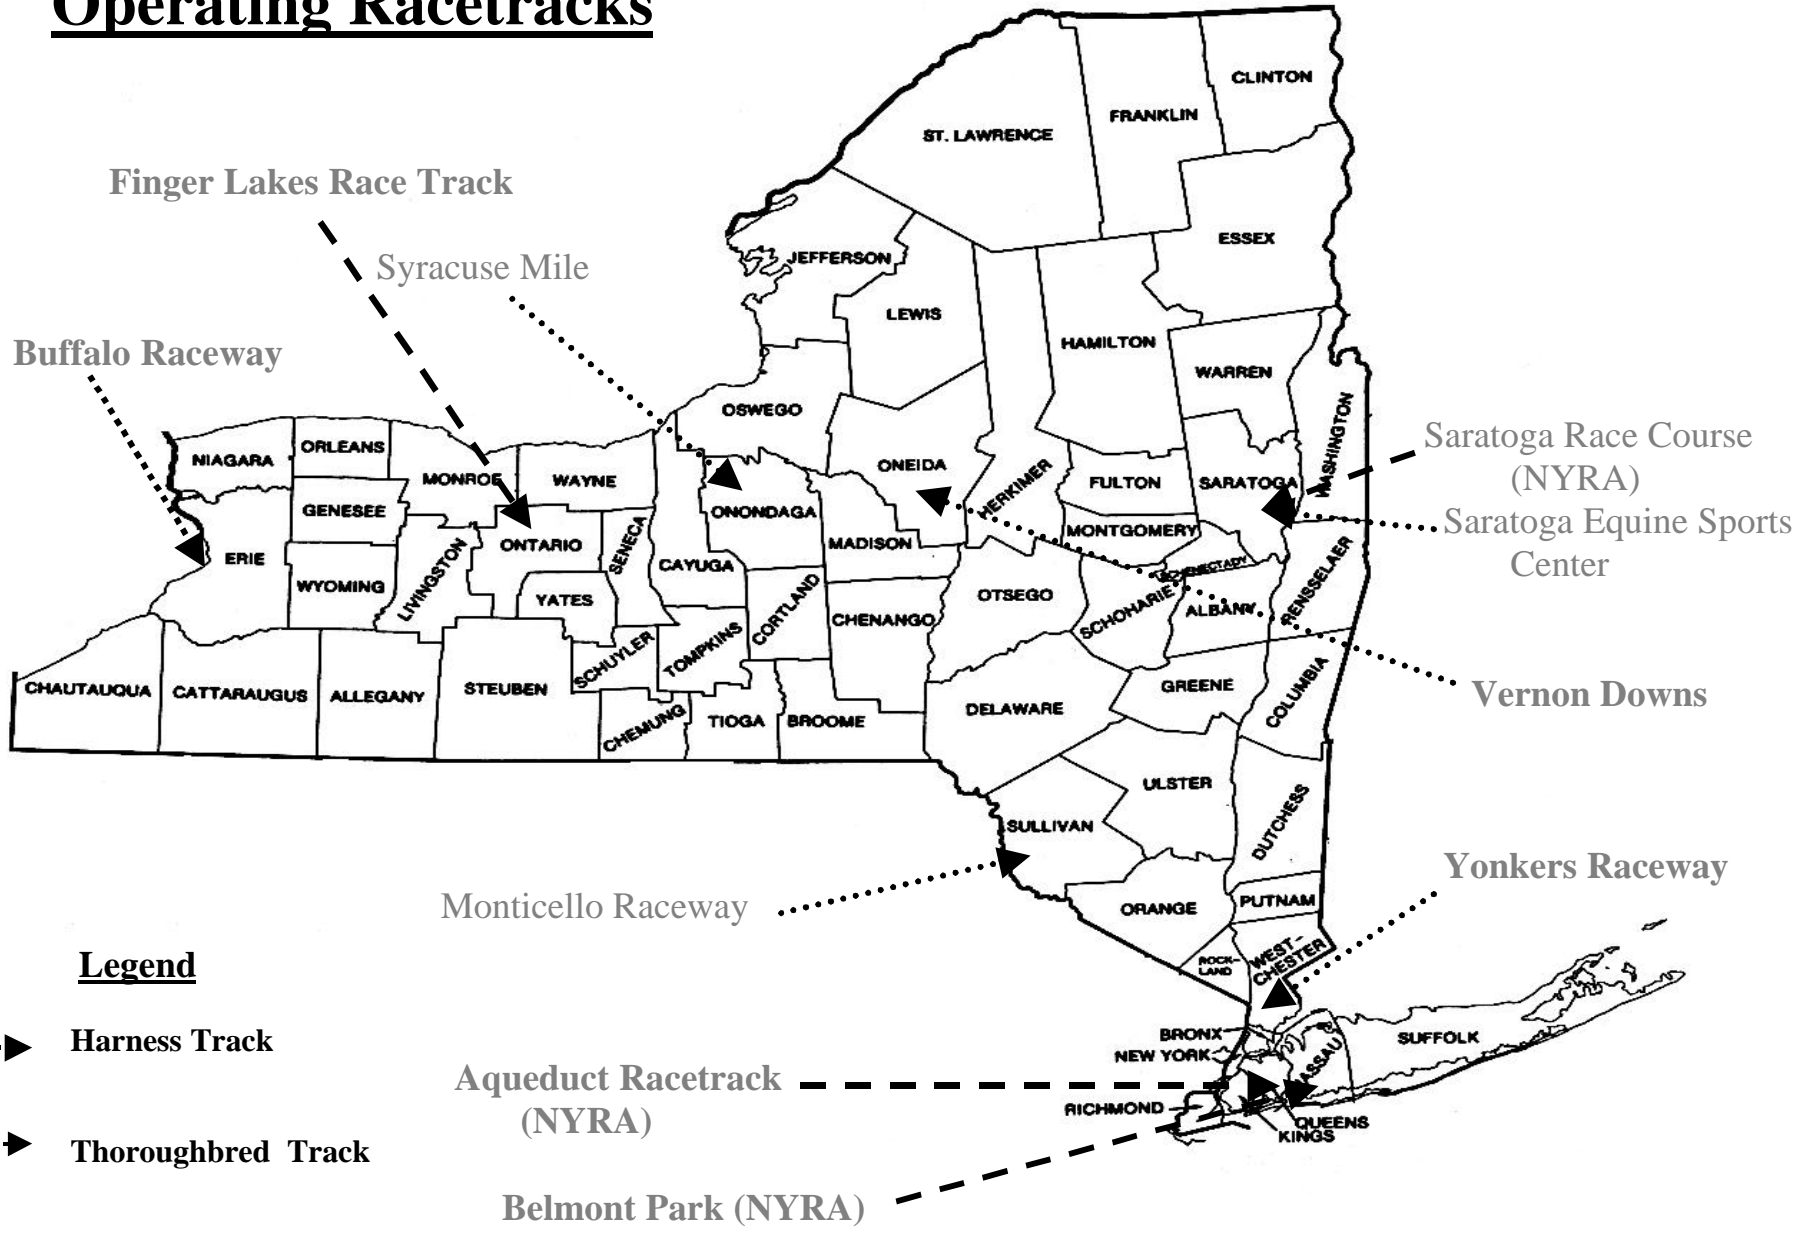 Operating Racetracks
CLINTON
FRANKLIN
ST. LAWRENCE
Finger Lakes Race Track
ESSEX
JEFFERSON
Syracuse Mile
LEWIS
HAMILTON
Buffalo Raceway
WARREN
OSWEGO
WASHINGTON
Saratoga Race Course
(NYRA)
ORLEANS
NIAGARA
ONEIDA
MONROE
WAYNE
HERKIMER
FULTON
SARATOGA
GENESEE
ONONDAGA
Saratoga Equine Sports
Center
MONTGOMERY
ONTARIO
SENECA
MADISON
ERIE
CAYUGA
SCHENECTADY
WYOMING
LIVINGSTON
YATES
CORTLAND
OTSEGO
SCHOHARIE
ALBANY
RENSSELAER
CHENANGO
SCHUYLER
TOMPKINS
CHAUTAUQUA
CATTARAUGUS
ALLEGANY
STEUBEN
GREENE
COLUMBIA
Vernon Downs
CHEMUNG
TIOGA
BROOME
DELAWARE
ULSTER
SULLIVAN
DUTCHESS
Yonkers Raceway
Monticello Raceway
ORANGE
PUTNAM
WEST-
CHESTER
ROCK-
LAND
Legend
Harness Track
BRONX
NEW YORK
SUFFOLK
NASSAU
Aqueduct Racetrack
(NYRA)
RICHMOND
QUEENS
KINGS
Thoroughbred Track
Belmont Park (NYRA)